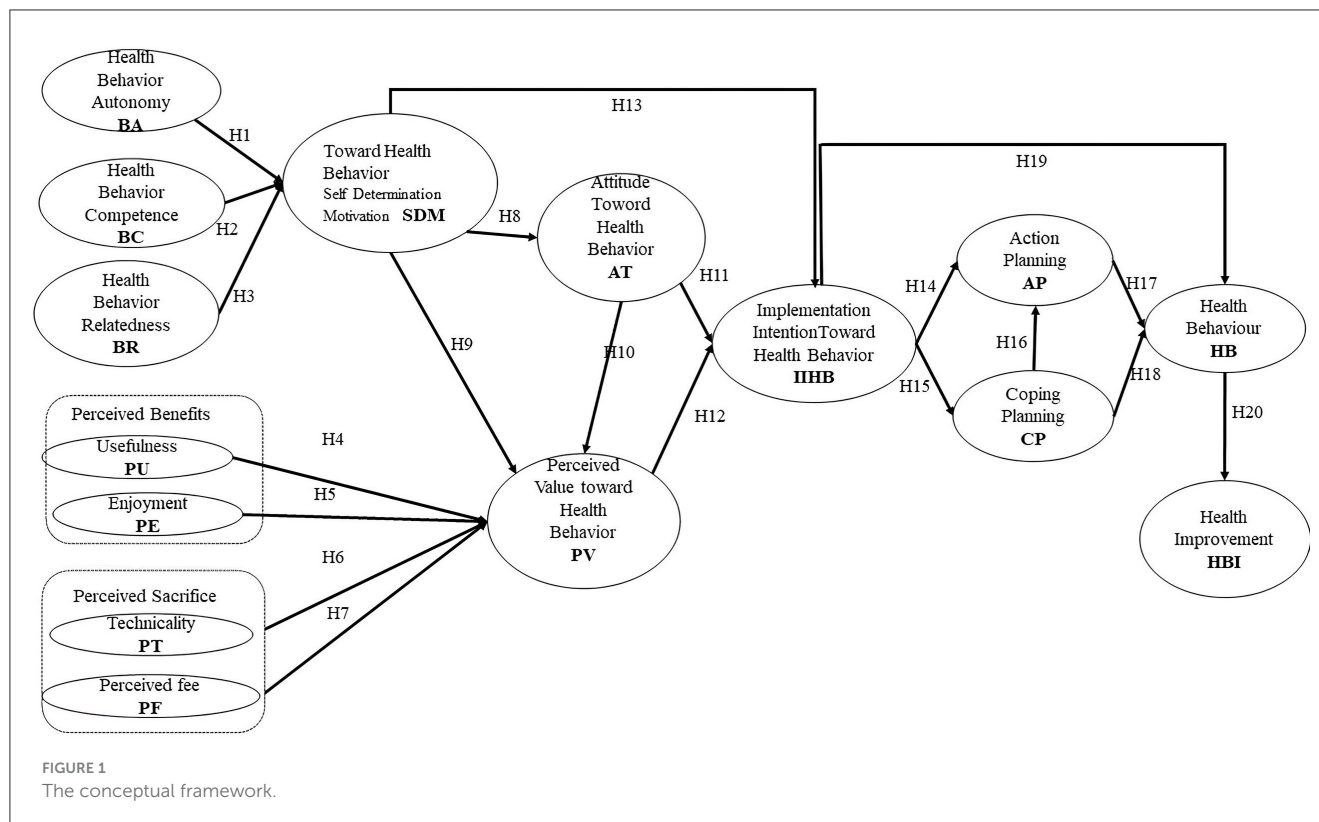 Health
Behavior
Autonomy
BA
H1
Health
Behavior
Competence
BC
H2
Health
Behavior
Relatedness
BR
H3
Toward Health
Behavior
Self Determination
Motivation SDM
H13
H8
Attitude
Toword
Health
Behavior
AT
H9
H10
H11
H12
Implementation
IntentionToward
Health Behavior
IIHB
H19
H14
H15
Action
Planning
AP
H16
Coping
Planning
CP
H17
H18
Health
Behaviour
HB
H20
Health
Improvement
HBI
Perceived Benefits
Usefulness
PU
Enjoyment
PE
H4
H5
Perceived Sacrifice
Technicality
PT
Perceived fee
PF
H6
H7
Perceived
Value toward
Health
Behavior
PV
FIGURE 1
The conceptual framework.